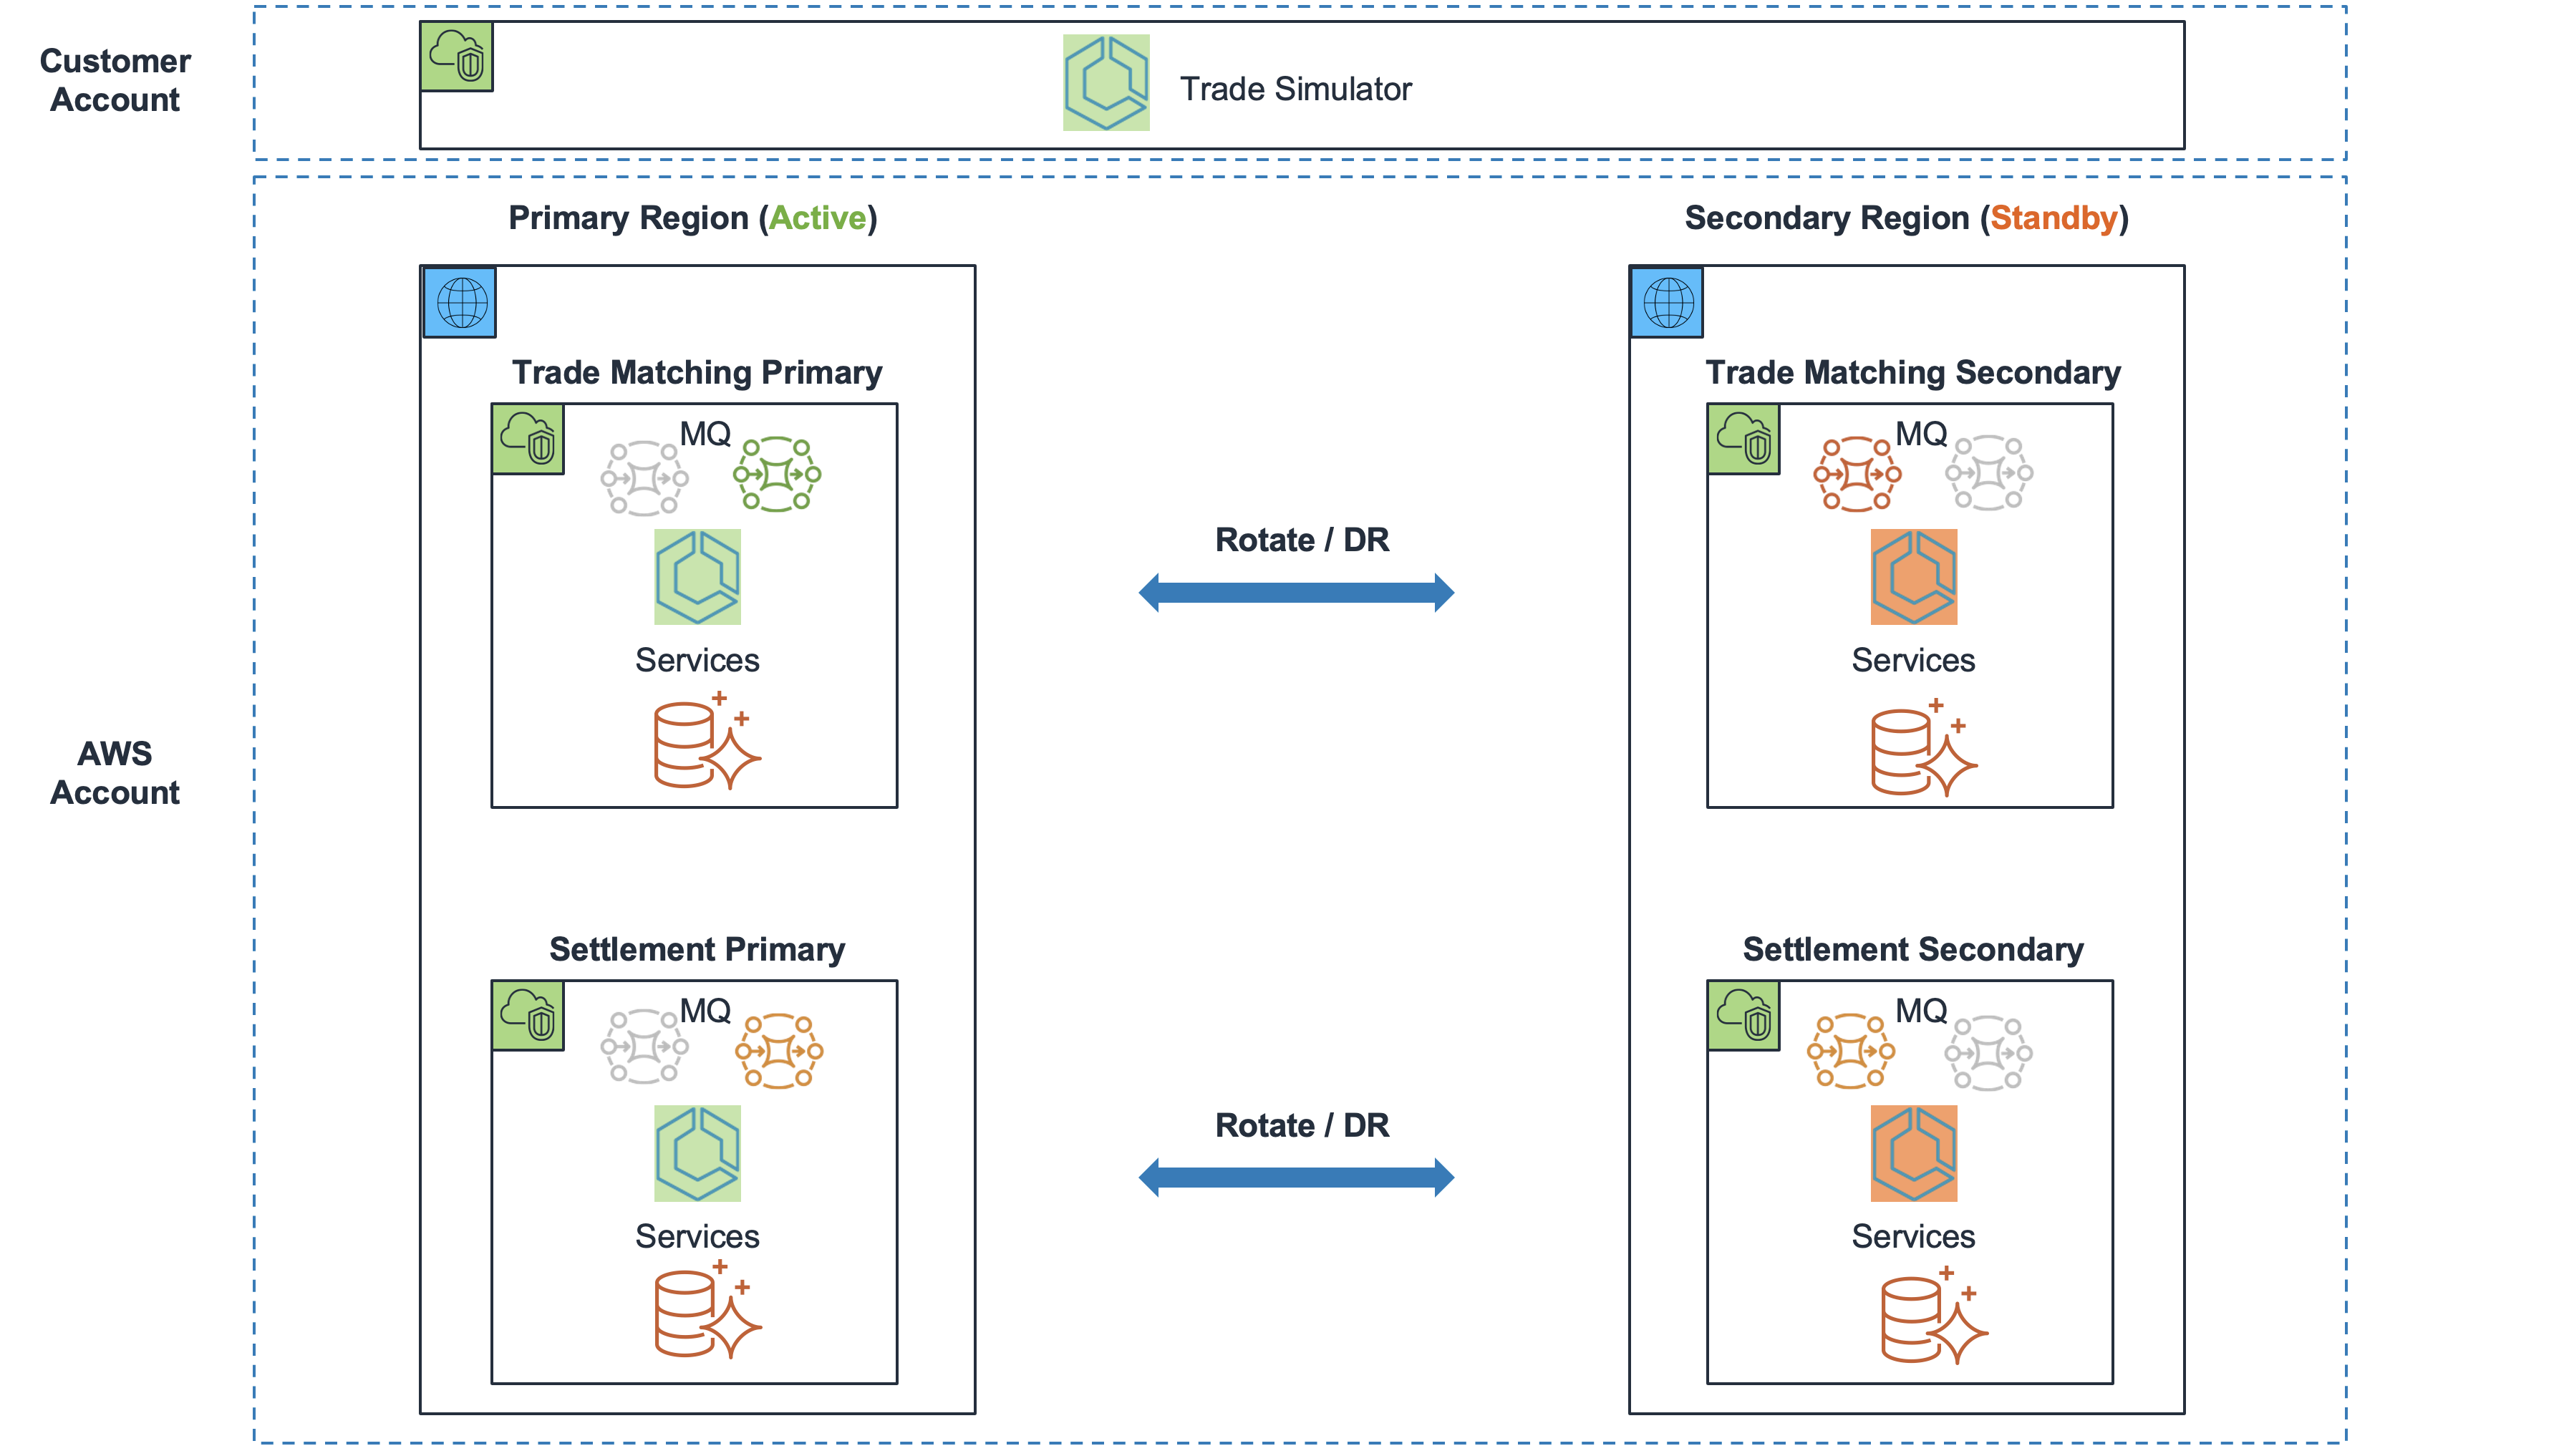 Customer
Account
Trade Simulator
AWS
Account
Primary Region (Active)
Secondary Region (Standby)
Trade Matching Primary
MQ
Services
Rotate / DR
Trade Matching Secondary
MQ
Services
Settlement Primary
MQ
Services
Rotate / DR
Settlement Secondary
MQ
Services